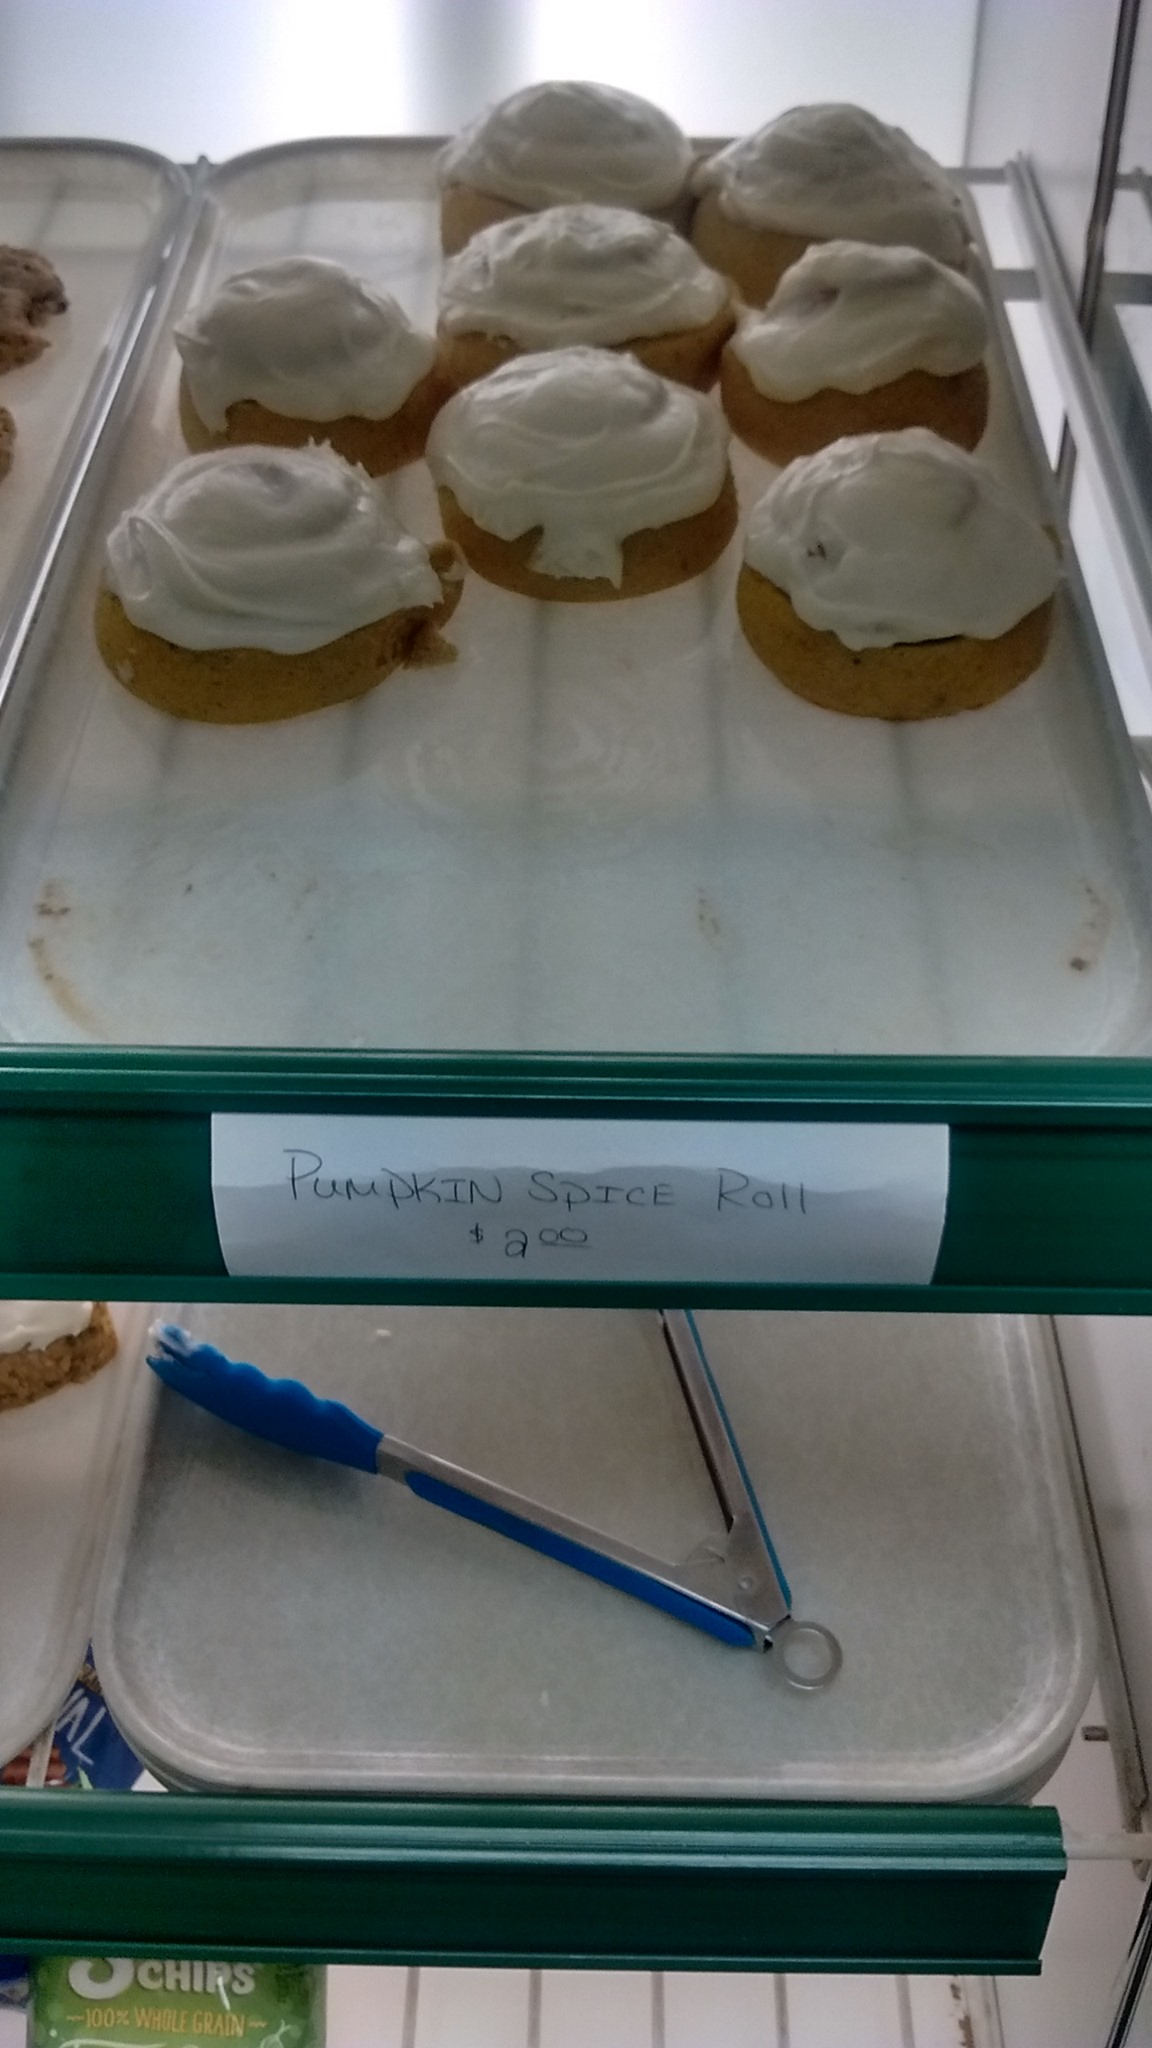 PUMPKIN SPICE ROLL
$2.00
CHIPS
~100% WHOLE GRAIN~